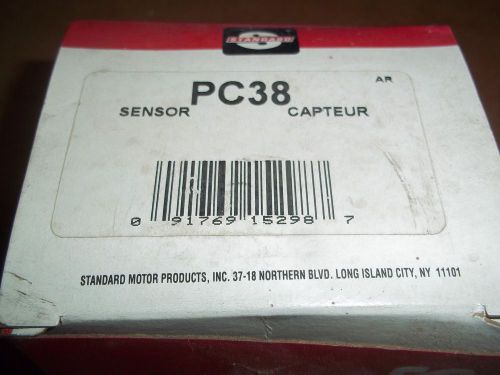 STANDARD
AR
PC38
SENSOR CAPTEUR
0 91769 15298 7
STANDARD MOTOR PRODUCTS, INC. 37-18 NORTHERN BLVD. LONG ISLAND CITY, NY 11101